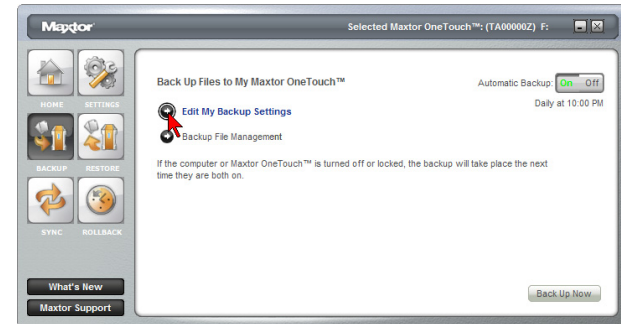 Maxtor
Selected Maxtor OneTouch™: (TA00000Z) F:
HOME SETTINGS
BACKUP RESTORE
SYNC ROLLBACK
What's New
Maxtor Support
Back Up Files to My Maxtor OneTouch™
Automatic Backup: On Off
Daily at 10:00 PM
Edit My Backup Settings
Backup File Management
If the computer or Maxtor OneTouch™ is turned off or locked, the backup will take place the next
time they are both on.
Back Up Now